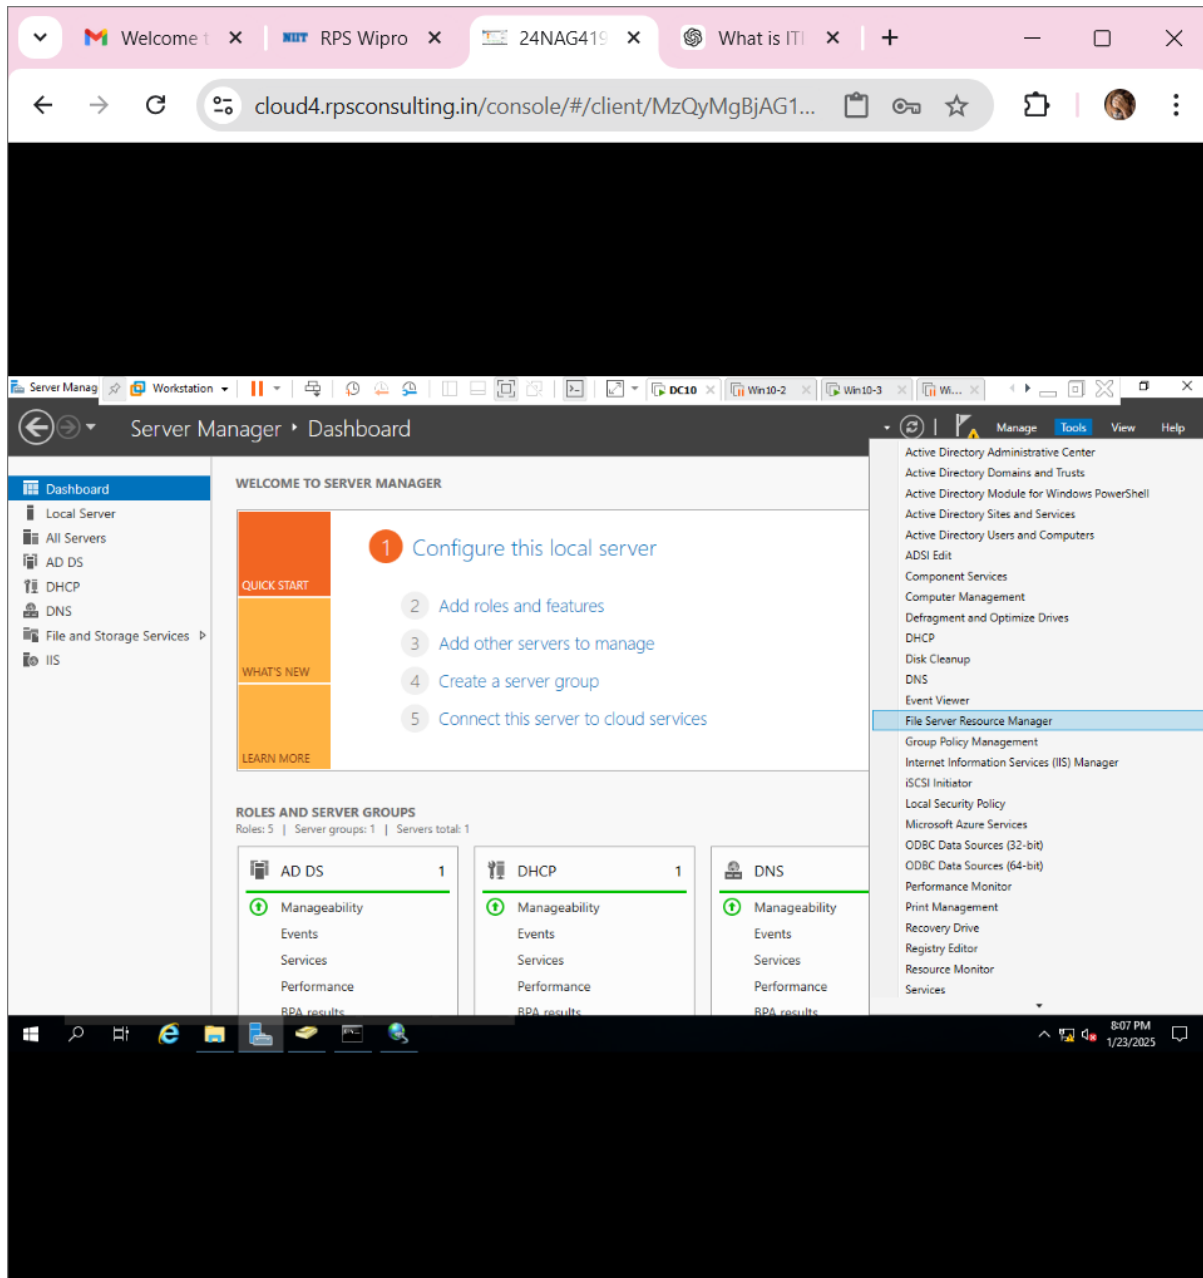 Welcome t
NIIT RPS Wipro
24NAG419
What is ITI
cloud4.rpsconsulting.in/console/#/client/MzQyMgBjAG1...
Server Manag
Workstation
DC10
Win10-2
Win10-3
Wi...
Server Manager • Dashboard
Manage Tools View Help
Dashboard
Local Server
All Servers
AD DS
DHCP
DNS
File and Storage Services
IIS
WELCOME TO SERVER MANAGER
QUICK START
WHAT'S NEW
LEARN MORE
1 Configure this local server
2 Add roles and features
3 Add other servers to manage
4 Create a server group
5 Connect this server to cloud services
ROLES AND SERVER GROUPS
Roles: 5 | Server groups: 1 | Servers total: 1
AD DS 1
Manageability
Events
Services
Performance
BPA results
DHCP 1
Manageability
Events
Services
Performance
BPA results
DNS
Manageability
Events
Services
Performance
BPA results
Active Directory Administrative Center
Active Directory Domains and Trusts
Active Directory Module for Windows PowerShell
Active Directory Sites and Services
Active Directory Users and Computers
ADSI Edit
Component Services
Computer Management
Defragment and Optimize Drives
DHCP
Disk Cleanup
DNS
Event Viewer
File Server Resource Manager
Group Policy Management
Internet Information Services (IIS) Manager
iSCSI Initiator
Local Security Policy
Microsoft Azure Services
ODBC Data Sources (32-bit)
ODBC Data Sources (64-bit)
Performance Monitor
Print Management
Recovery Drive
Registry Editor
Resource Monitor
Services
8:07 PM
1/23/2025